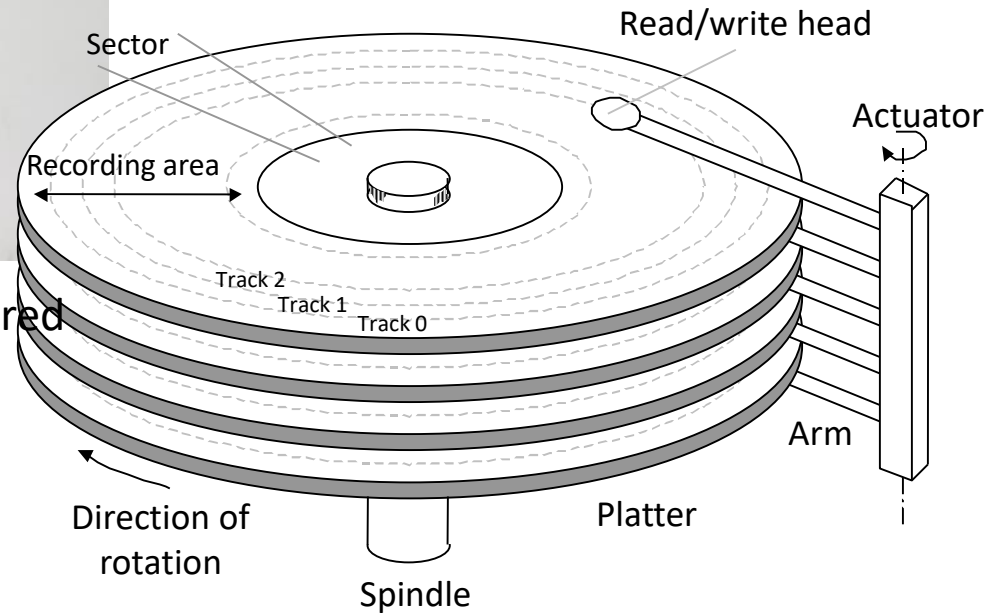 Read/write head
Sector
Actuator
Recording area
Track 2
Track 1
Track 0
red
Arm
Direction of
rotation
Platter
Spindle